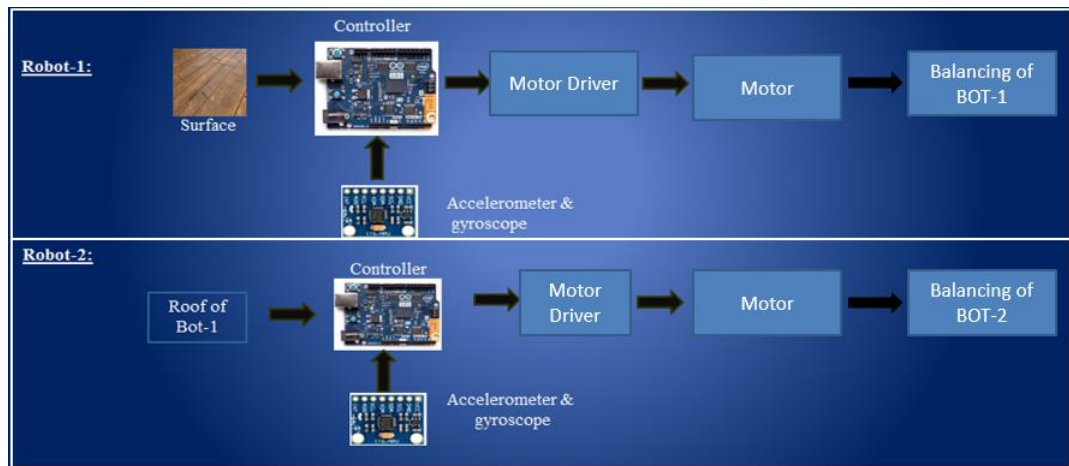 Controller
Robot-1:
Motor Driver
Motor
Balancing of
BOT-1
Surface
Accelerometer &
gyroscope
Robot-2:
Controller
Roof of
Bot-1
Motor
Driver
Motor
Balancing of
BOT-2
Accelerometer &
gyroscope